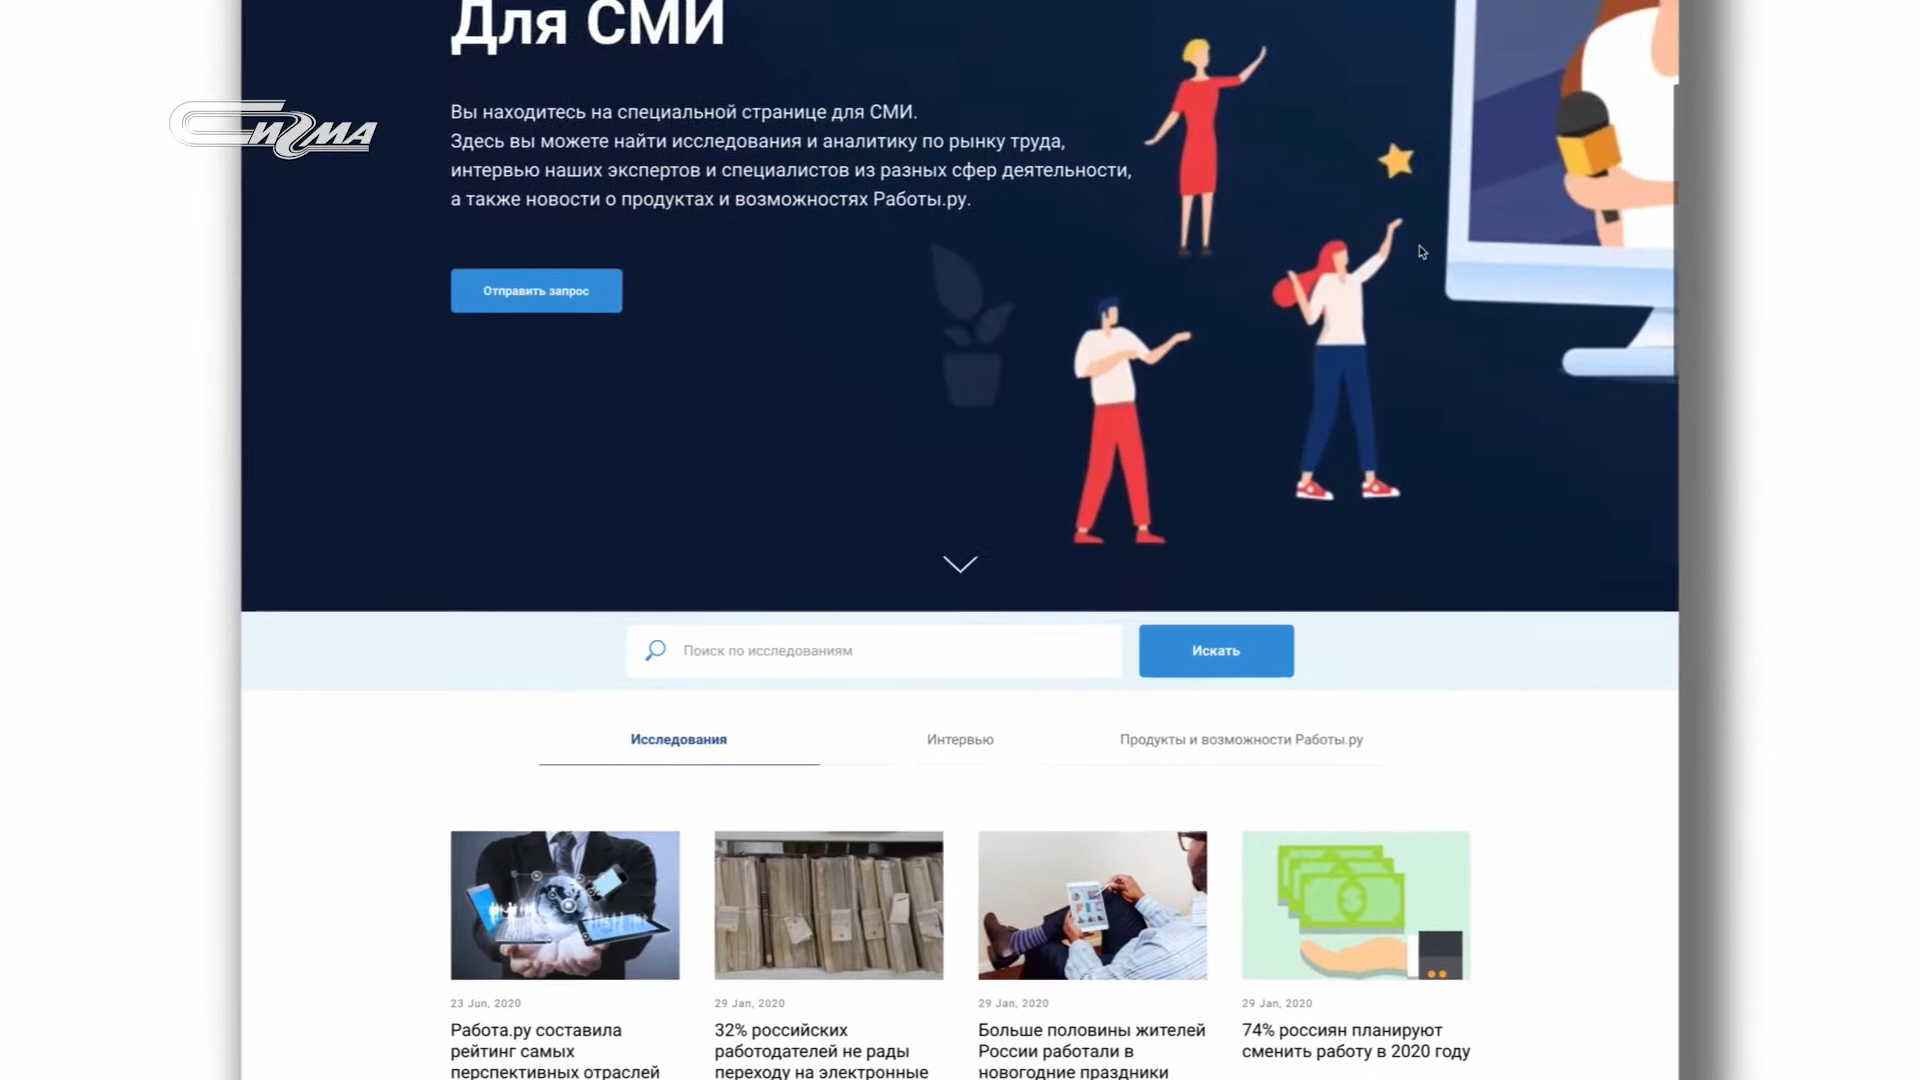 Для СМИ
СИГМА
Вы находитесь на специальной странице для СМИ.
Здесь вы можете найти исследования и аналитику по рынку труда,
интервью наших экспертов и специалистов из разных сфер деятельности,
а также новости о продуктах и возможностях Работы.ру.
Отправить запрос
Поиск по исследованиям
Искать
Исследования
Интервью
Продукты и возможности Работы.ру
23 Jun, 2020
Работа.ру составила
рейтинг самых
перспективных отраслей
29 Jan, 2020
32% российских
работодателей не рады
переходу на электронные
29 Jan, 2020
Больше половины жителей
России работали в
новогодние праздники
29 Jan, 2020
74% россиян планируют
сменить работу в 2020 году